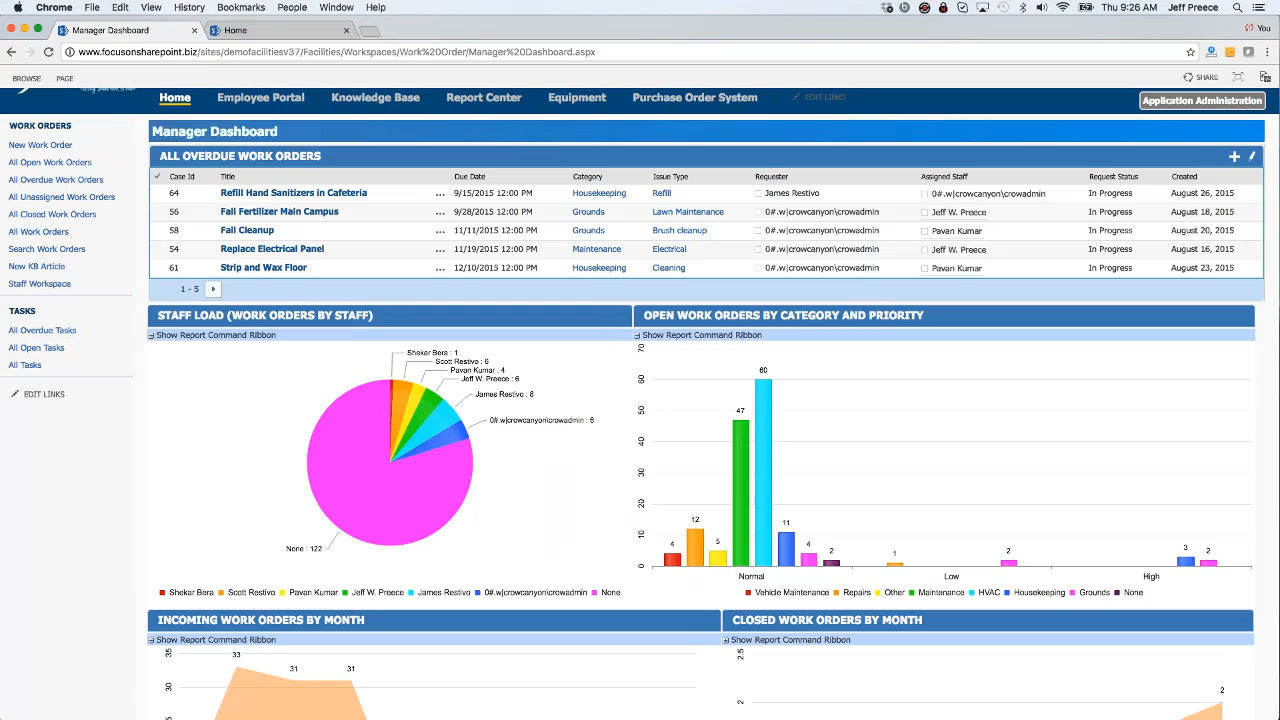 Chrome File Edit View History Bookmarks People Window Help Thu 9:26 AM Jeff Preece
Manager Dashboard Home You
www.focusonsharepoint.biz/sites/demofacilitiesv37/Facilities/Workspaces/Work%20Order/Manager%20Dashboard.aspx
BROWSE PAGE SHARE
Home Employee Portal Knowledge Base Report Center Equipment Purchase Order System EDIT LINKS Application Administration
WORK ORDERS
New Work Order
All Open Work Orders
All Overdue Work Orders
All Unassigned Work Orders
All Closed Work Orders
All Work Orders
Search Work Orders
New KB Article
Staff Workspace
TASKS
All Overdue Tasks
All Open Tasks
All Tasks
EDIT LINKS
Manager Dashboard
ALL OVERDUE WORK ORDERS
Case Id Title Due Date Category Issue Type Requester Assigned Staff Request Status Created
64 Refill Hand Sanitizers in Cafeteria ... 9/15/2015 12:00 PM Housekeeping Refill James Restivo 0#.w|crowcanyon\crowadmin In Progress August 26, 2015
56 Fall Fertilizer Main Campus ... 9/28/2015 12:00 PM Grounds Lawn Maintenance 0#.w|crowcanyon\crowadmin Jeff W. Preece In Progress August 18, 2015
58 Fall Cleanup ... 11/11/2015 12:00 PM Grounds Brush cleanup 0#.w|crowcanyon\crowadmin Pavan Kumar In Progress August 20, 2015
54 Replace Electrical Panel ... 11/19/2015 12:00 PM Maintenance Electrical 0#.w|crowcanyon\crowadmin Jeff W. Preece In Progress August 16, 2015
61 Strip and Wax Floor ... 12/10/2015 12:00 PM Housekeeping Cleaning 0#.w|crowcanyon\crowadmin Pavan Kumar In Progress August 23, 2015
1 - 5
STAFF LOAD (WORK ORDERS BY STAFF)
Show Report Command Ribbon
Shekar Bera : 1
Scott Restivo : 6
Pavan Kumar : 4
Jeff W. Preece : 6
James Restivo : 8
0#.w|crowcanyon\crowadmin : 6
None : 122
Shekar Bera Scott Restivo Pavan Kumar Jeff W. Preece James Restivo 0#.w|crowcanyon\crowadmin None
OPEN WORK ORDERS BY CATEGORY AND PRIORITY
Show Report Command Ribbon
70
60
50
40
30
20
10
0
4 12 5 47 60 11 4 2 1 2 3 2
Normal Low High
Vehicle Maintenance Repairs Other Maintenance HVAC Housekeeping Grounds None
INCOMING WORK ORDERS BY MONTH
Show Report Command Ribbon
35
30
33 31 31
CLOSED WORK ORDERS BY MONTH
Show Report Command Ribbon
2.5
2
2